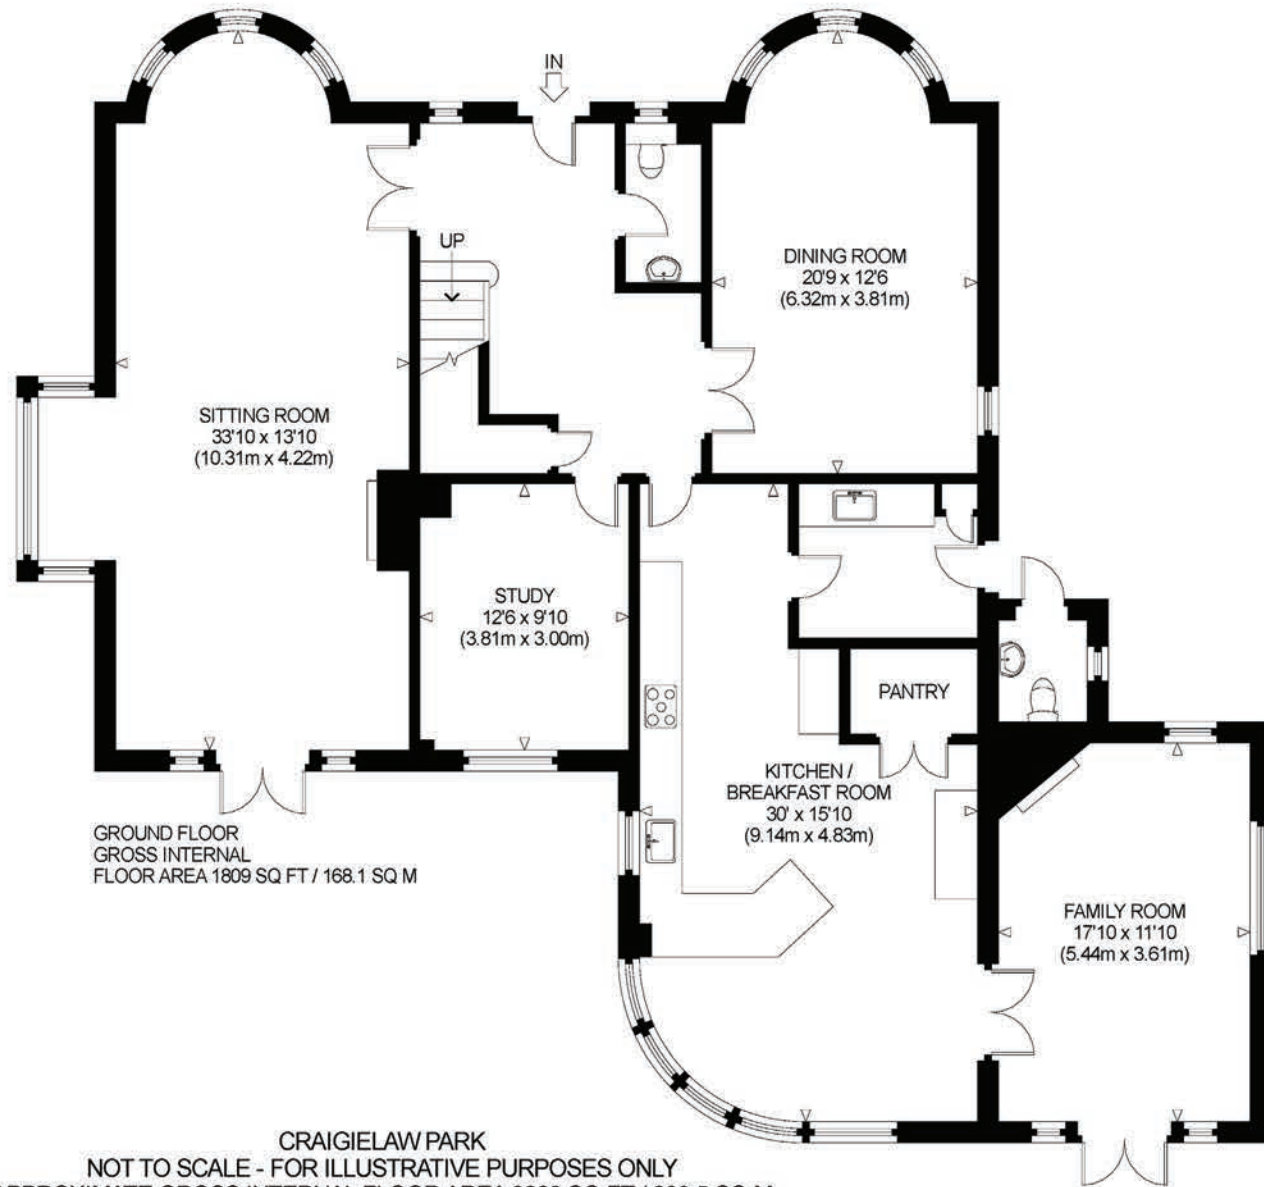 IN
UP
DINING ROOM
20'9 x 12'6
(6.32m x 3.81m)
SITTING ROOM
33'10 x 13'10
(10.31m x 4.22m)
STUDY
12'6 x 9'10
(3.81m x 3.00m)
PANTRY
KITCHEN /
BREAKFAST ROOM
30' x 15'10
(9.14m x 4.83m)
FAMILY ROOM
17'10 x 11'10
(5.44m x 3.61m)
GROUND FLOOR
GROSS INTERNAL
FLOOR AREA 1809 SQ FT / 168.1 SQ M
CRAIGIELAW PARK
NOT TO SCALE - FOR ILLUSTRATIVE PURPOSES ONLY